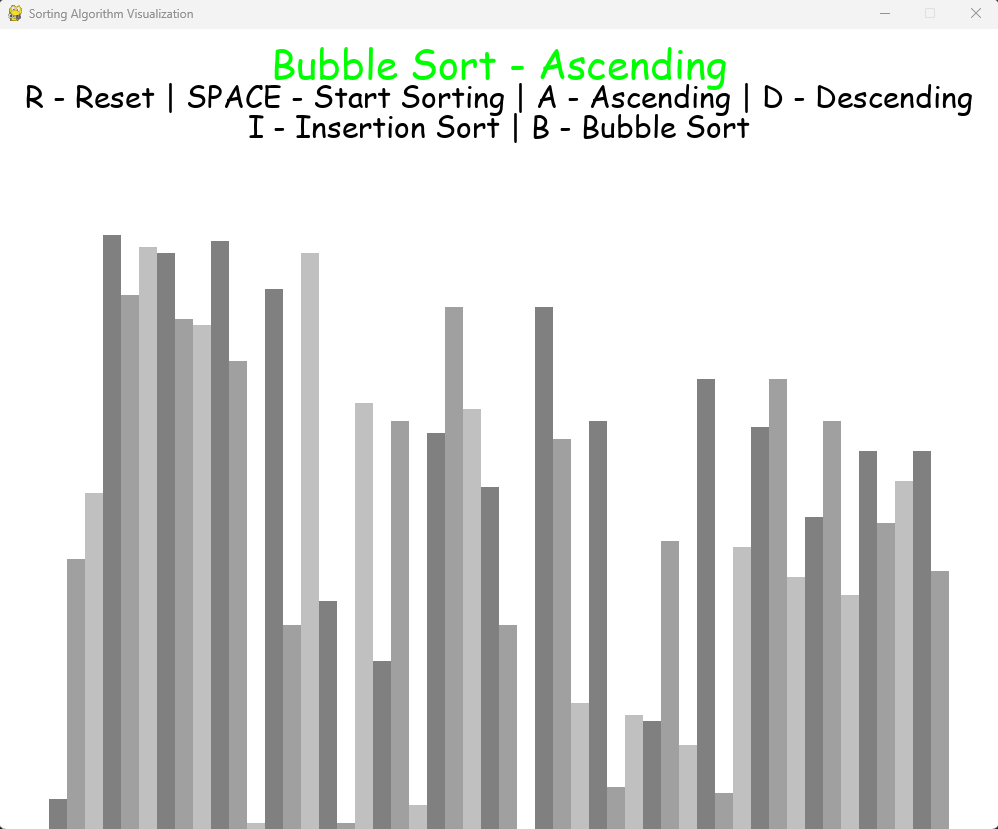 Sorting Algorithm Visualization
Bubble Sort - Ascending
R - Reset | SPACE - Start Sorting | A - Ascending | D - Descending
I - Insertion Sort | B - Bubble Sort